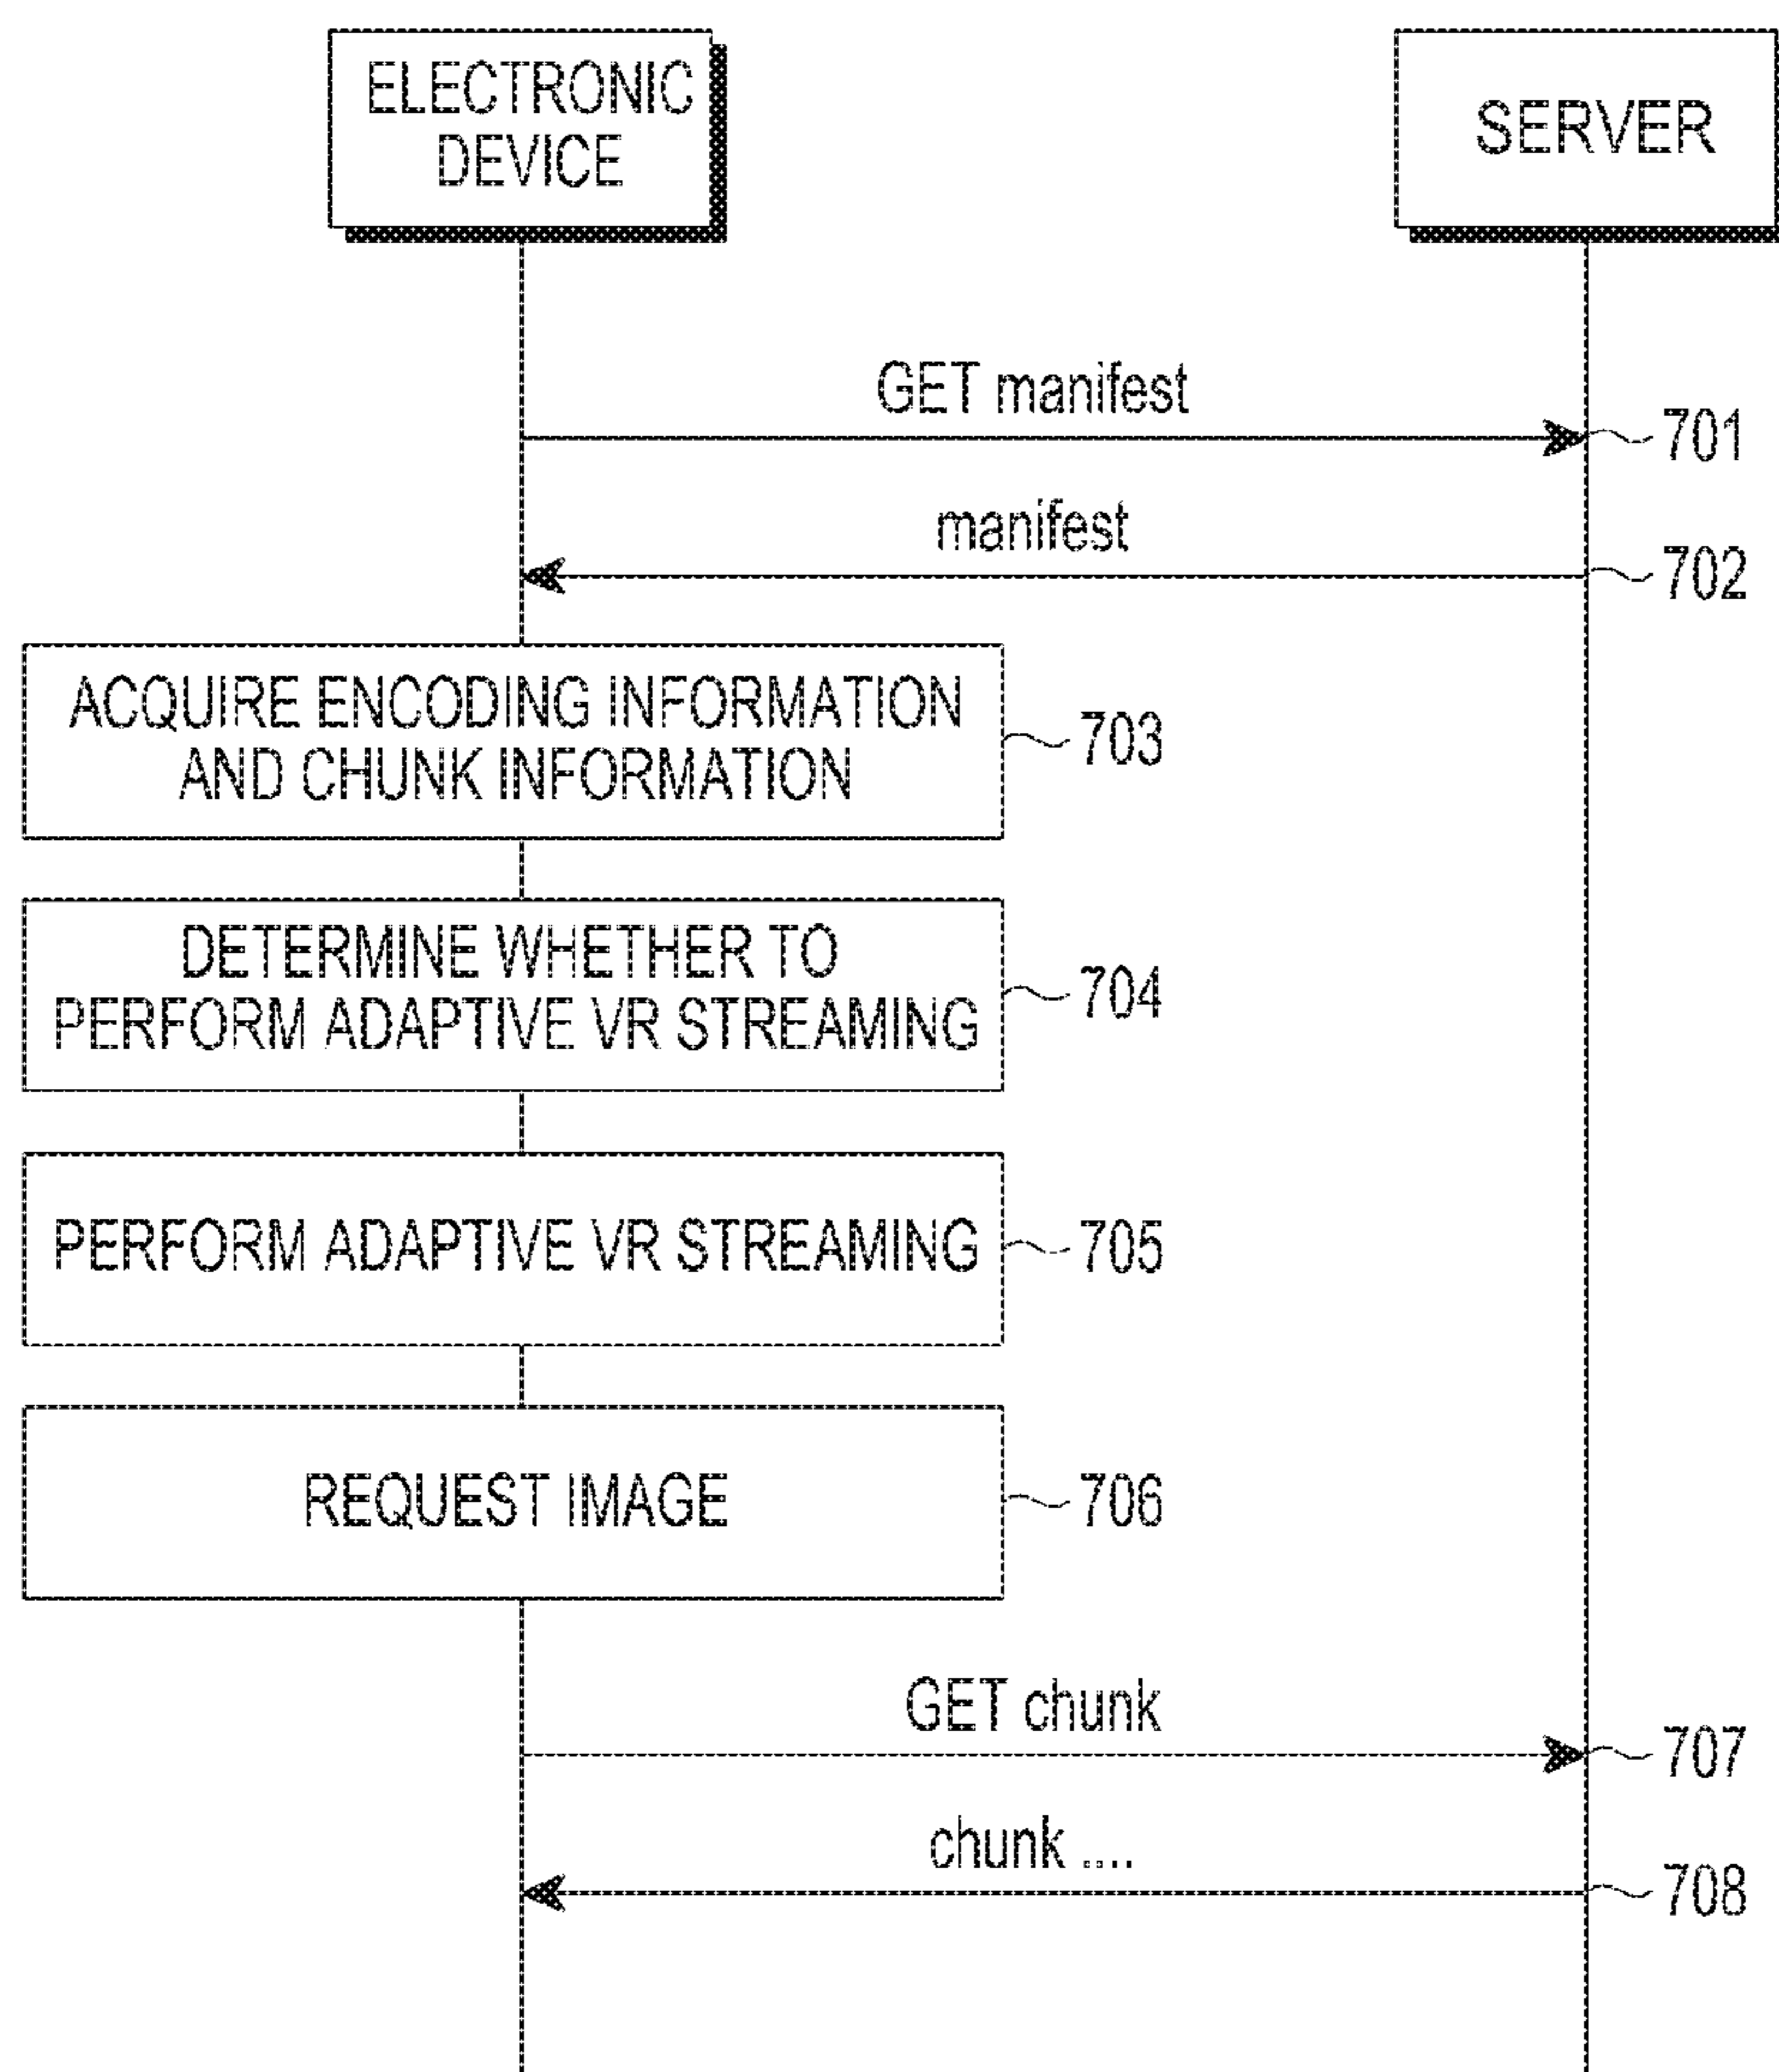 ELECTRONIC
DEVICE
SERVER
GET manifest
701
manifest
702
ACQUIRE ENCODING INFORMATION
AND CHUNK INFORMATION
703
DETERMINE WHETHER TO
PERFORM ADAPTIVE VR STREAMING
704
PERFORM ADAPTIVE VR STREAMING
705
REQUEST IMAGE
706
GET chunk
707
chunk ....
708